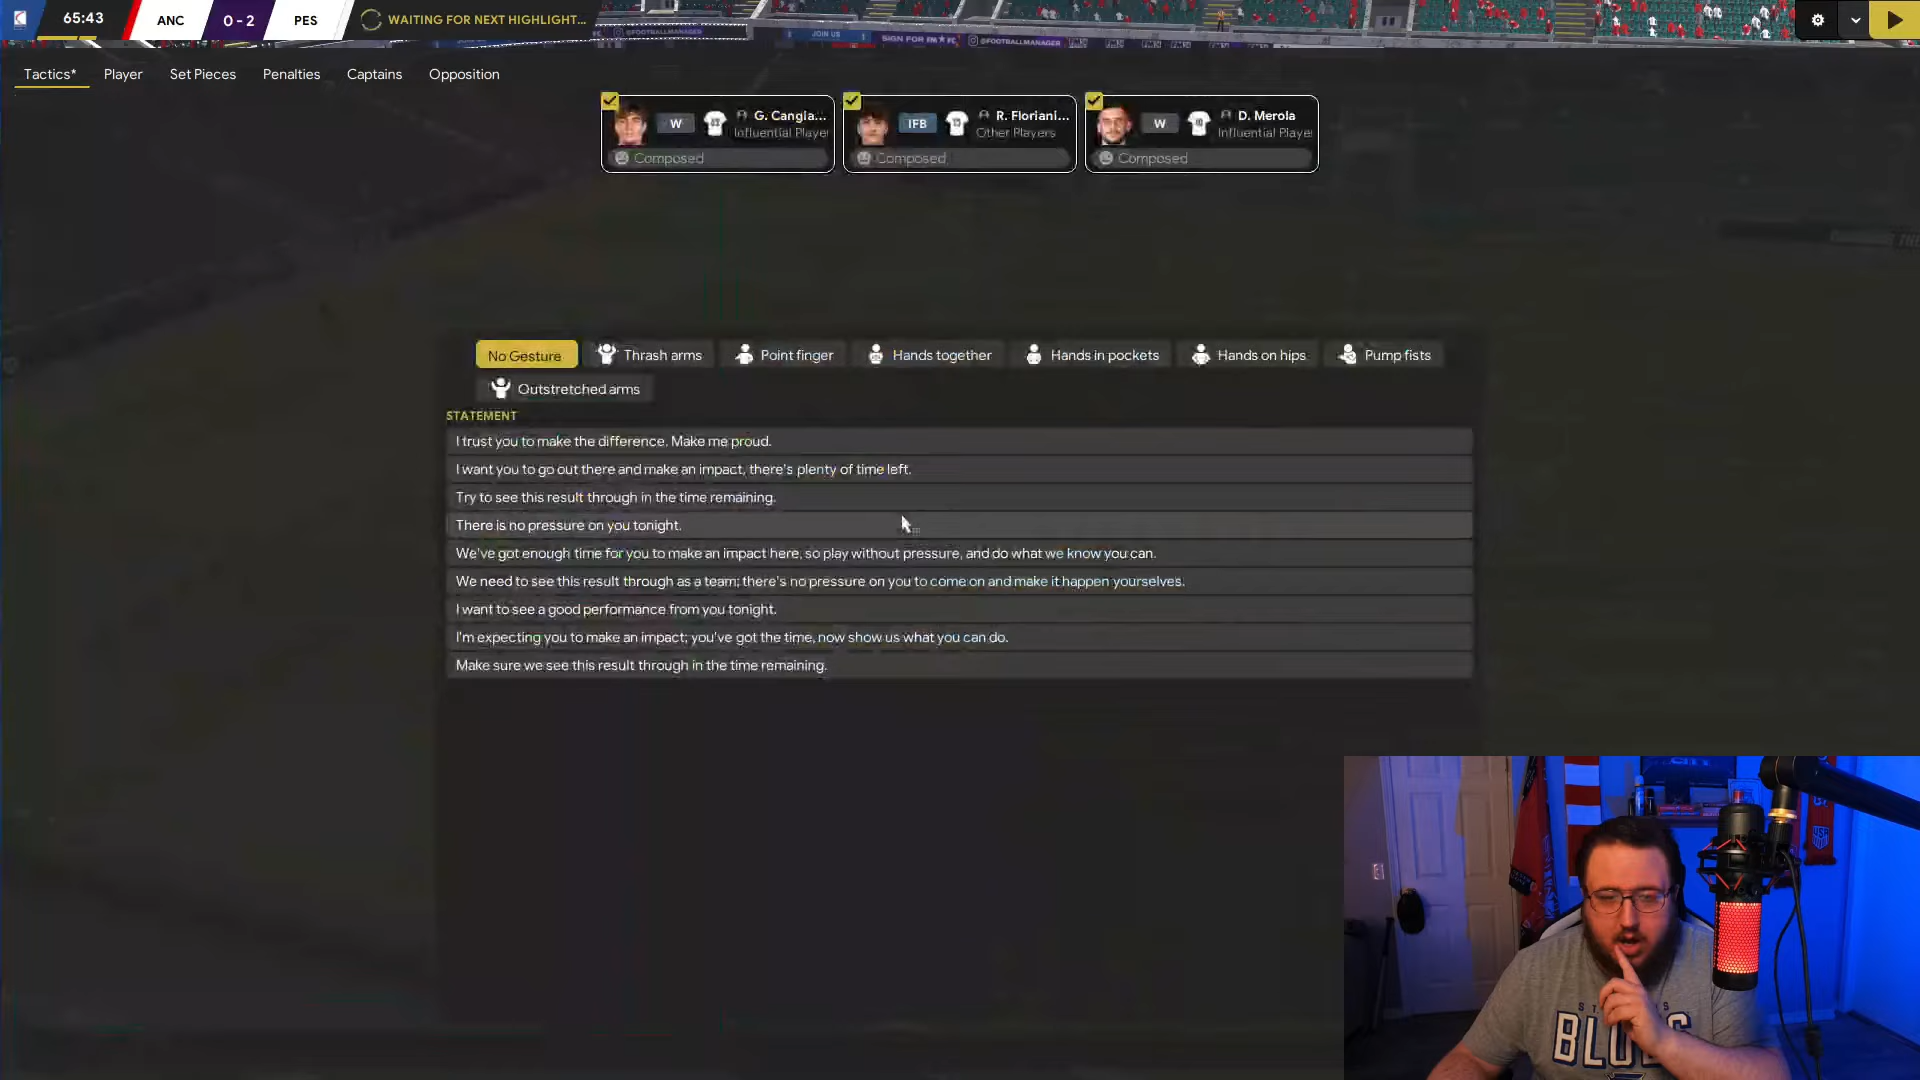 65:43 ANC 0 - 2 PES WAITING FOR NEXT HIGHLIGHT...
@FOOTBALLMANAGER JOIN US SIGN FOR FM★FC @FOOTBALLMANAGER
Tactics* Player Set Pieces Penalties Captains Opposition
W G. Cangia... IFB R. Floriani... W D. Merola
Influential Player Other Players Influential Player
Composed Composed Composed
No Gesture Thrash arms Point finger Hands together Hands in pockets Hands on hips Pump fists
Outstretched arms
STATEMENT
I trust you to make the difference. Make me proud.
I want you to go out there and make an impact, there's plenty of time left.
Try to see this result through in the time remaining.
There is no pressure on you tonight.
We've got enough time for you to make an impact here, so play without pressure, and do what we know you can.
We need to see this result through as a team; there's no pressure on you to come on and make it happen yourselves.
I want to see a good performance from you tonight.
I'm expecting you to make an impact; you've got the time, now show us what you can do.
Make sure we see this result through in the time remaining.
BLUES